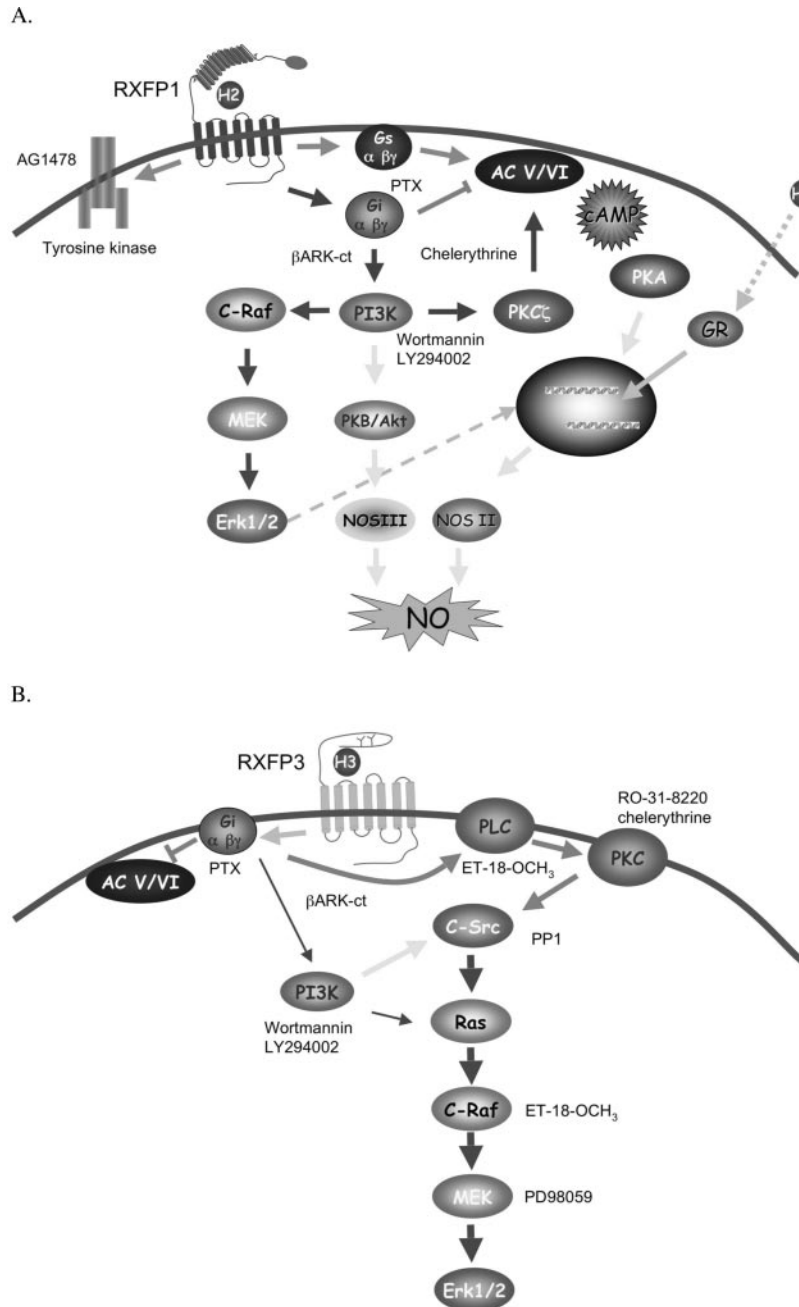 A.
RXFP1
H2
AG1478
Gs
α βγ
AC V/VI
PTX
Gi
α βγ
cAMP
Tyrosine kinase
βARK-ct
Chelerythrine
PKA
C-Raf
PI3K
PKCζ
GR
Wortmannin
LY294002
MEK
PKB/Akt
Erk1/2
NOSIII
NOS II
NO
B.
RXFP3
H3
RO-31-8220
chelerythrine
Gi
α βγ
PLC
PKC
AC V/VI
PTX
ET-18-OCH₃
βARK-ct
C-Src
PP1
PI3K
Wortmannin
LY294002
Ras
C-Raf
ET-18-OCH₃
MEK
PD98059
Erk1/2